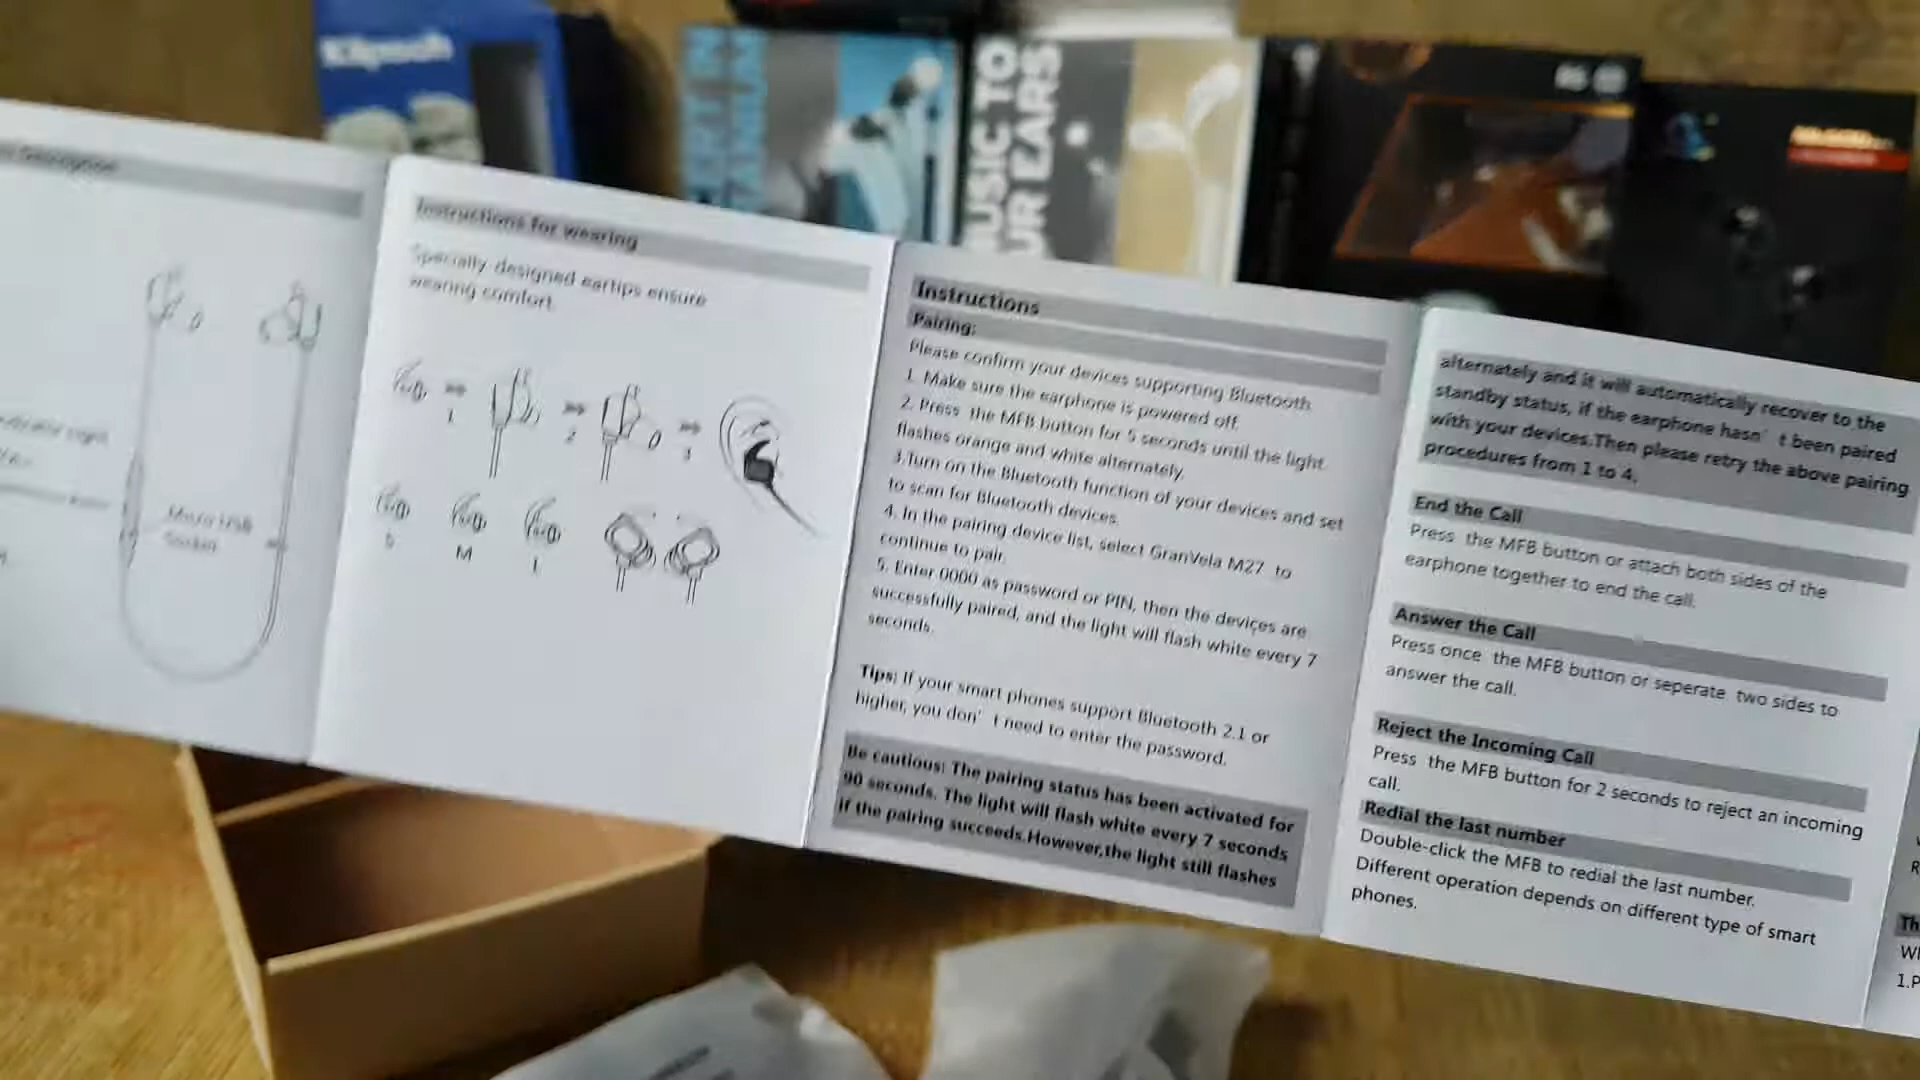 Klipsch
MUSIC TO
UR EARS
Instructions for wearing
Specially-designed eartips ensure
wearing comfort.
1
2
3
S
M
L
Micro USB
Socket
Instructions
Pairing:
Please confirm your devices supporting Bluetooth
1. Make sure the earphone is powered off.
2. Press the MFB button for 5 seconds until the light
flashes orange and white alternately.
3.Turn on the Bluetooth function of your devices and set
to scan for Bluetooth devices.
4. In the pairing device list, select GranVela M27 to
continue to pair.
5. Enter 0000 as password or PIN, then the devices are
successfully paired, and the light will flash white every 7
seconds.
Tips: If your smart phones support Bluetooth 2.1 or
higher, you don' t need to enter the password.
Be cautious: The pairing status has been activated for
90 seconds. The light will flash white every 7 seconds
if the pairing succeeds.However,the light still flashes
alternately and it will automatically recover to the
standby status, if the earphone hasn' t been paired
with your devices.Then please retry the above pairing
procedures from 1 to 4.
End the Call
Press the MFB button or attach both sides of the
earphone together to end the call.
Answer the Call
Press once the MFB button or seperate two sides to
answer the call.
Reject the Incoming Call
Press the MFB button for 2 seconds to reject an incoming
call.
Redial the last number
Double-click the MFB to redial the last number.
Different operation depends on different type of smart
phones.
Th
1.P